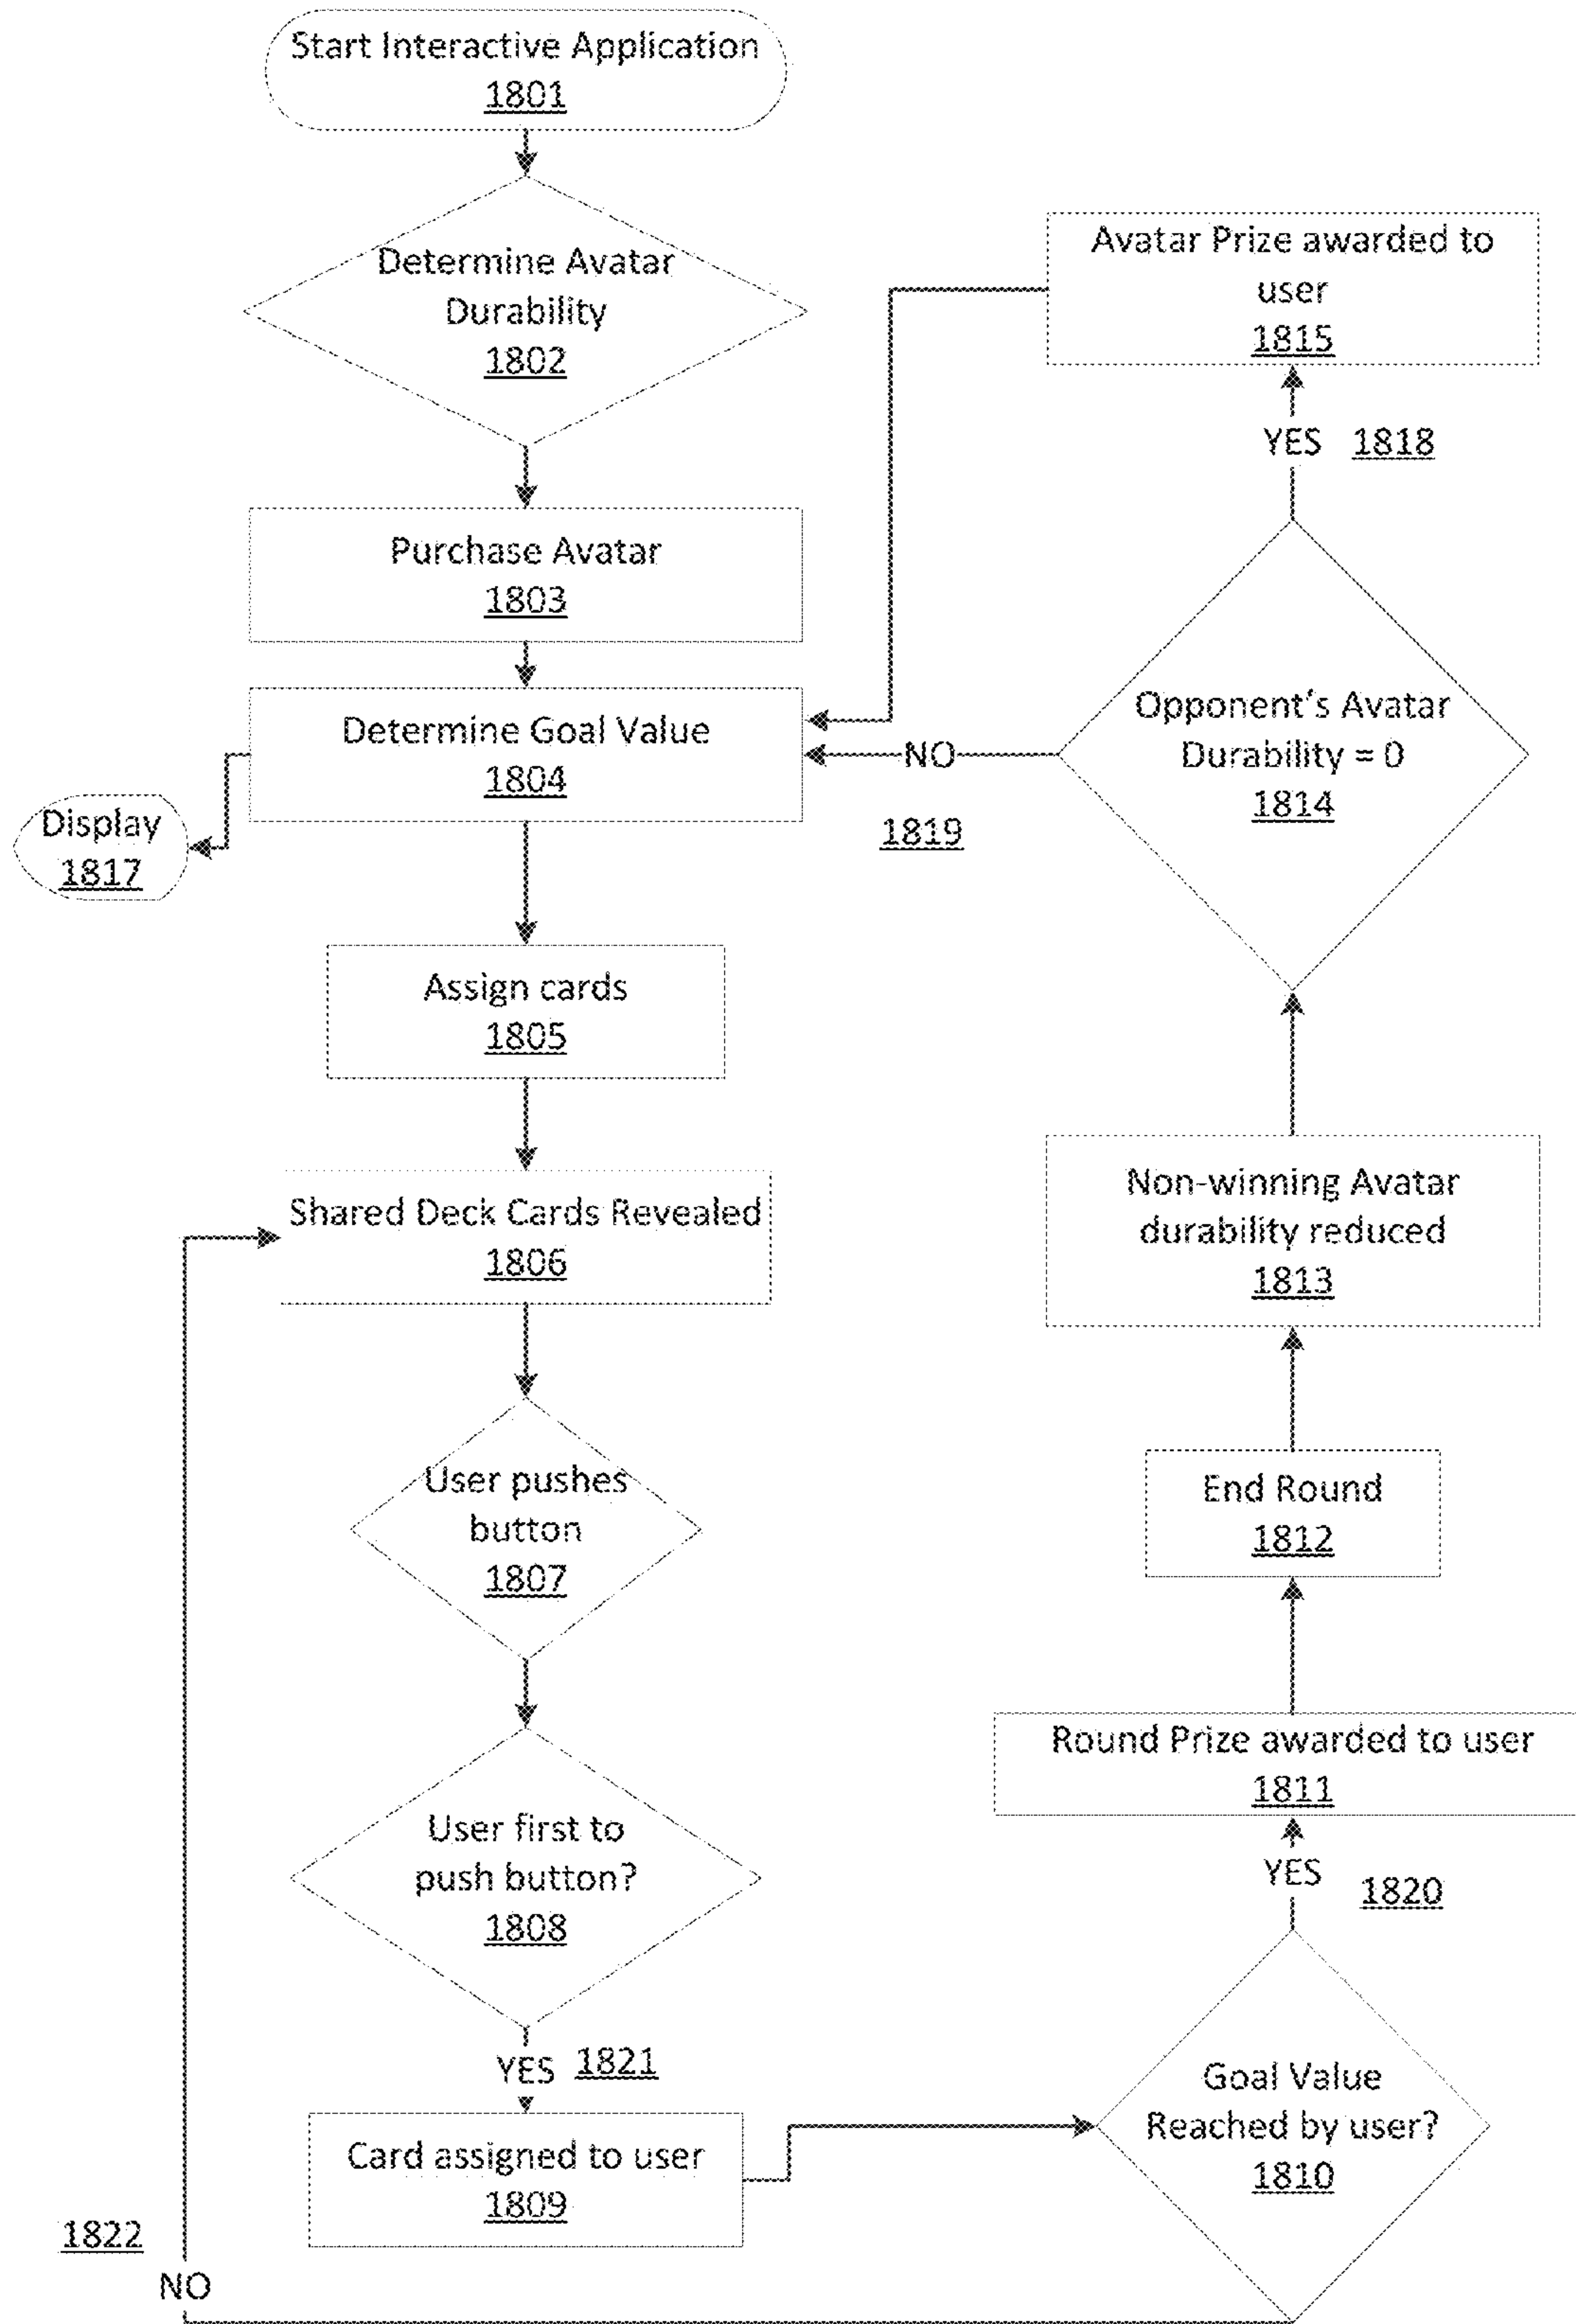 Start Interactive Application
1801
Determine Avatar
Durability
1802
Purchase Avatar
1803
Determine Goal Value
1804
Display
1817
Assign cards
1805
Shared Deck Cards Revealed
1806
User pushes
button
1807
User first to
push button?
1808
YES 1821
Card assigned to user
1809
1822
NO
Goal Value
Reached by user?
1810
YES 1820
Round Prize awarded to user
1811
End Round
1812
Non-winning Avatar
durability reduced
1813
Opponent's Avatar
Durability = 0
1814
NO
1819
YES 1818
Avatar Prize awarded to
user
1815